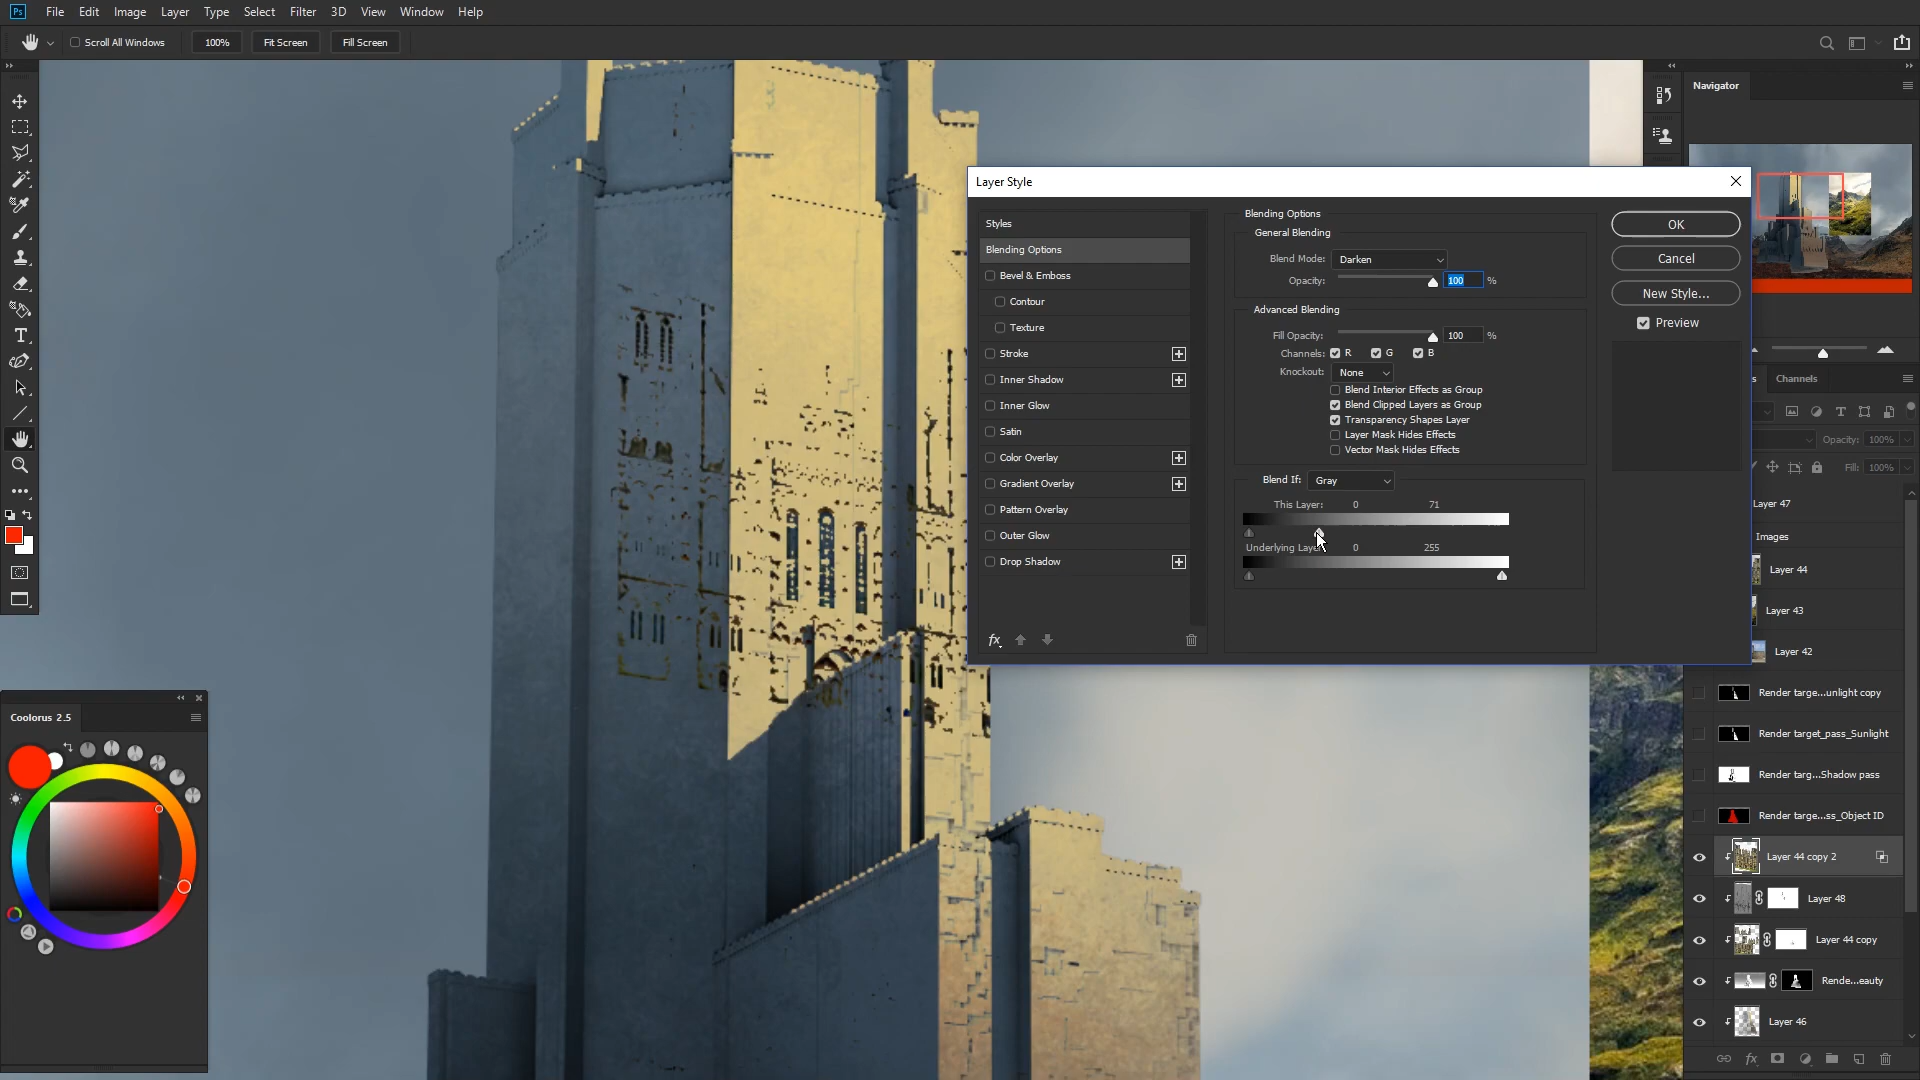 Ps File Edit Image Layer Type Select Filter 3D View Window Help
Scroll All Windows 100% Fit Screen Fill Screen
Navigator
Layer Style
Styles
Blending Options
Bevel & Emboss
Contour
Texture
Stroke
Inner Shadow
Inner Glow
Satin
Color Overlay
Gradient Overlay
Pattern Overlay
Outer Glow
Drop Shadow
fx
Blending Options
General Blending
Blend Mode: Darken
Opacity: 100 %
Advanced Blending
Fill Opacity: 100 %
Channels: R G B
Knockout: None
Blend Interior Effects as Group
Blend Clipped Layers as Group
Transparency Shapes Layer
Layer Mask Hides Effects
Vector Mask Hides Effects
Blend If: Gray
This Layer: 0 71
Underlying Laye 0 255
OK
Cancel
New Style...
Preview
s Channels
Opacity: 100%
Fill: 100%
Layer 47
Images
Layer 44
Layer 43
Layer 42
Render targe...unlight copy
Render target_pass_Sunlight
Render targ...Shadow pass
Render targe...ss_Object ID
Layer 44 copy 2
Layer 48
Layer 44 copy
Rende...eauty
Layer 46
fx
Coolorus 2.5